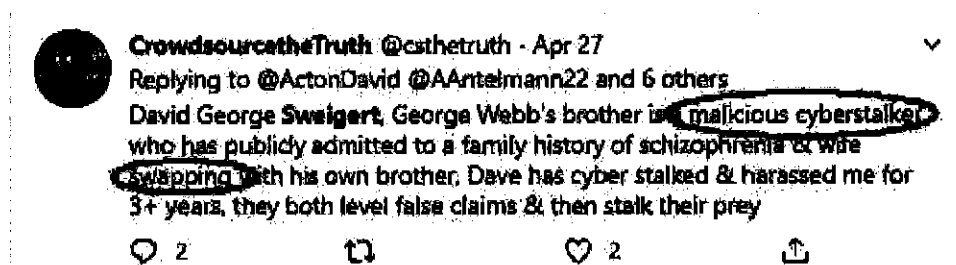 CrowdsourcetheTruth @csthetruth · Apr 27
Replying to @ActonDavid @AAntelmann22 and 6 others
David George Sweigert, George Webb's brother is a malicious cyberstalker
who has publicly admitted to a family history of schizophrenia & wife
swapping with his own brother, Dave has cyber stalked & harassed me for
3+ years, they both level false claims & then stalk their prey
2 2